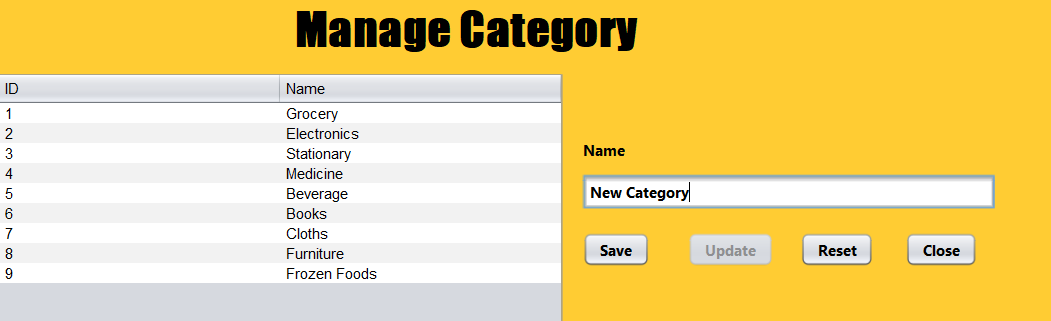 Manage Category
ID Name
1 Grocery
2 Electronics
3 Stationary
4 Medicine
5 Beverage
6 Books
7 Cloths
8 Furniture
9 Frozen Foods
Name
New Category
Save Update Reset Close